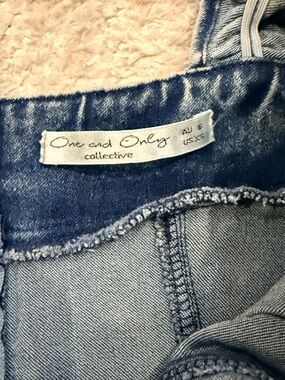 One and Only
collective
AU 6
US XS